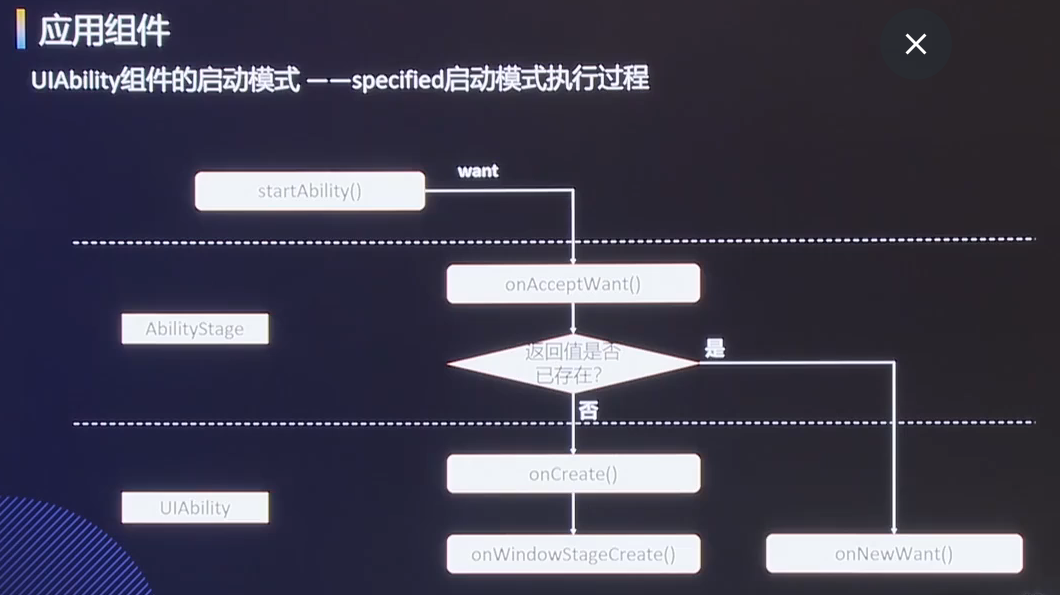 应用组件
UIAbility组件的启动模式 ——specified启动模式执行过程
want
startAbility()
onAcceptWant()
AbilityStage
返回值是否
已存在?
是
否
onCreate()
UIAbility
onWindowStageCreate()
onNewWant()